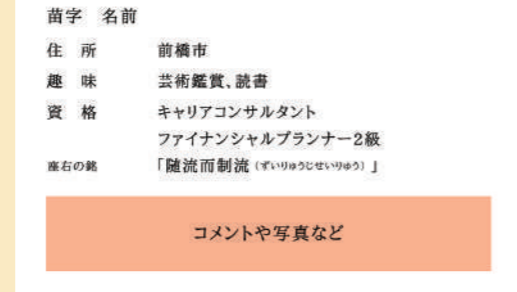 苗字　名前
住　所　　前橋市
趣　味　　芸術鑑賞、読書
資　格　　キャリアコンサルタント
ファイナンシャルプランナー2級
座右の銘　　「随流而制流（ずいりゅうじせいりゅう）」
コメントや写真など